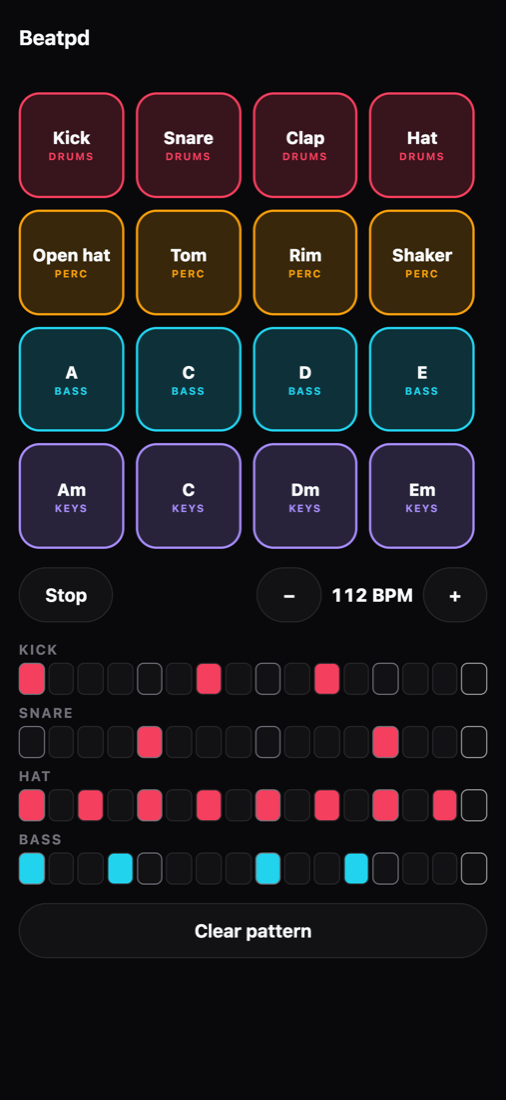 Beatpd
Kick Snare Clap Hat
DRUMS DRUMS DRUMS DRUMS
Open hat Tom Rim Shaker
PERC PERC PERC PERC
A C D E
BASS BASS BASS BASS
Am C Dm Em
KEYS KEYS KEYS KEYS
Stop – 112 BPM +
KICK
SNARE
HAT
BASS
Clear pattern